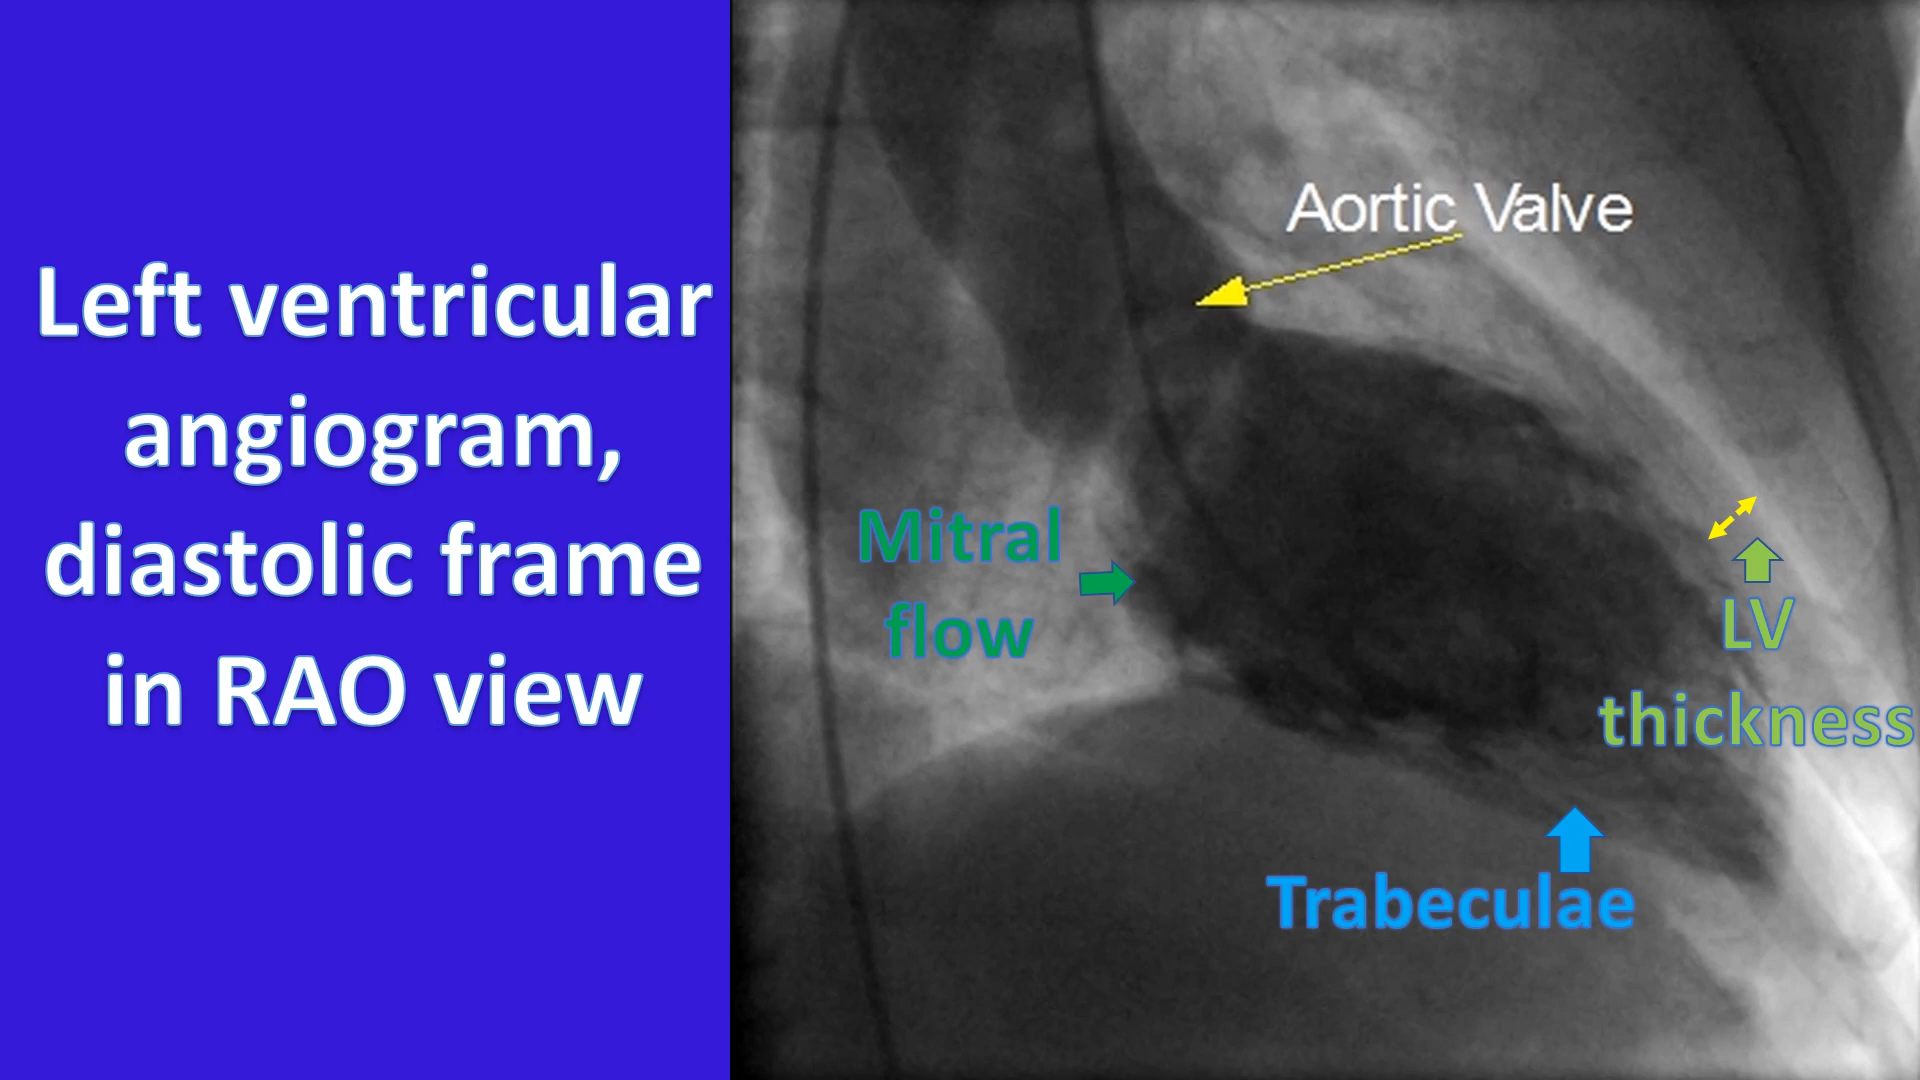 Left ventricular
angiogram,
diastolic frame
in RAO view
Aortic Valve
Mitral
flow
LV
thickness
Trabeculae